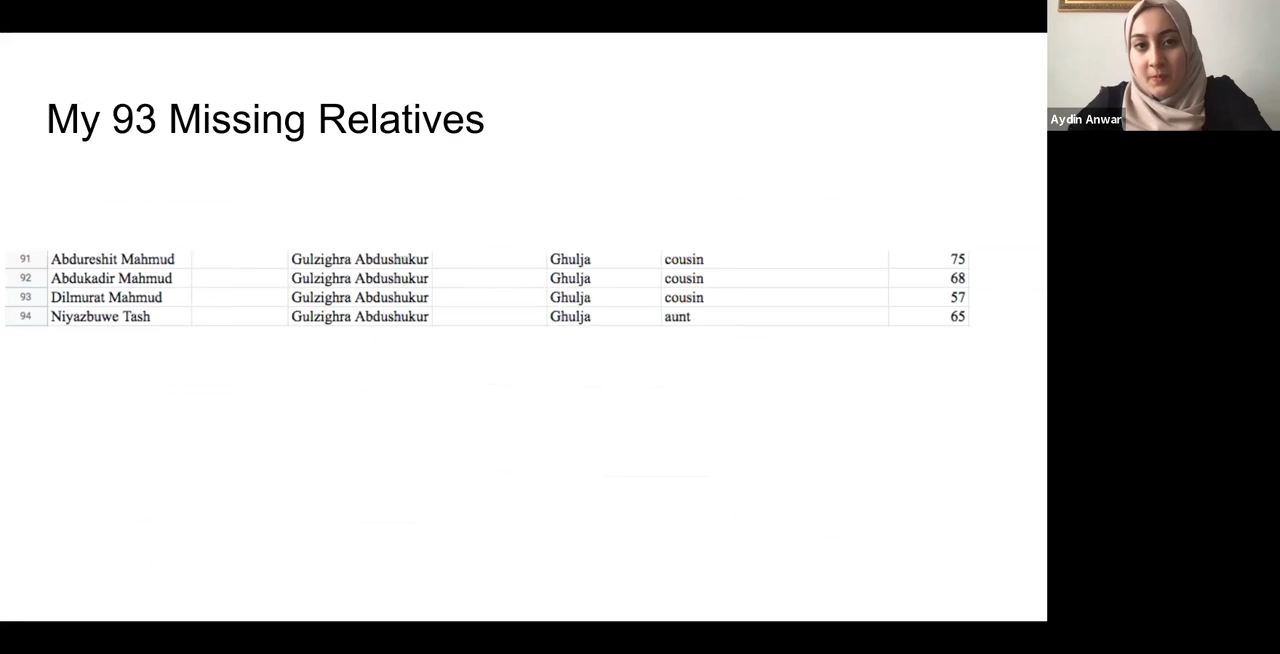 My 93 Missing Relatives
91 Abdureshit Mahmud Gulzighra Abdushukur Ghulja cousin 75
92 Abdukadir Mahmud Gulzighra Abdushukur Ghulja cousin 68
93 Dilmurat Mahmud Gulzighra Abdushukur Ghulja cousin 57
94 Niyazbuwe Tash Gulzighra Abdushukur Ghulja aunt 65
Aydin Anwar